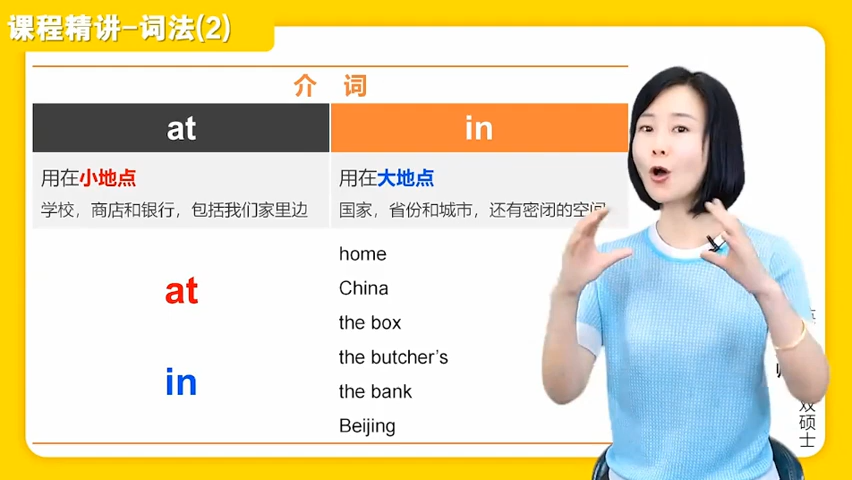 课程精讲-词法(2)
介 词
at in
用在小地点 用在大地点
学校，商店和银行，包括我们家里边 国家，省份和城市，还有密闭的空间
home
China
at
the box
the butcher's
in
the bank
Beijing
双硕士